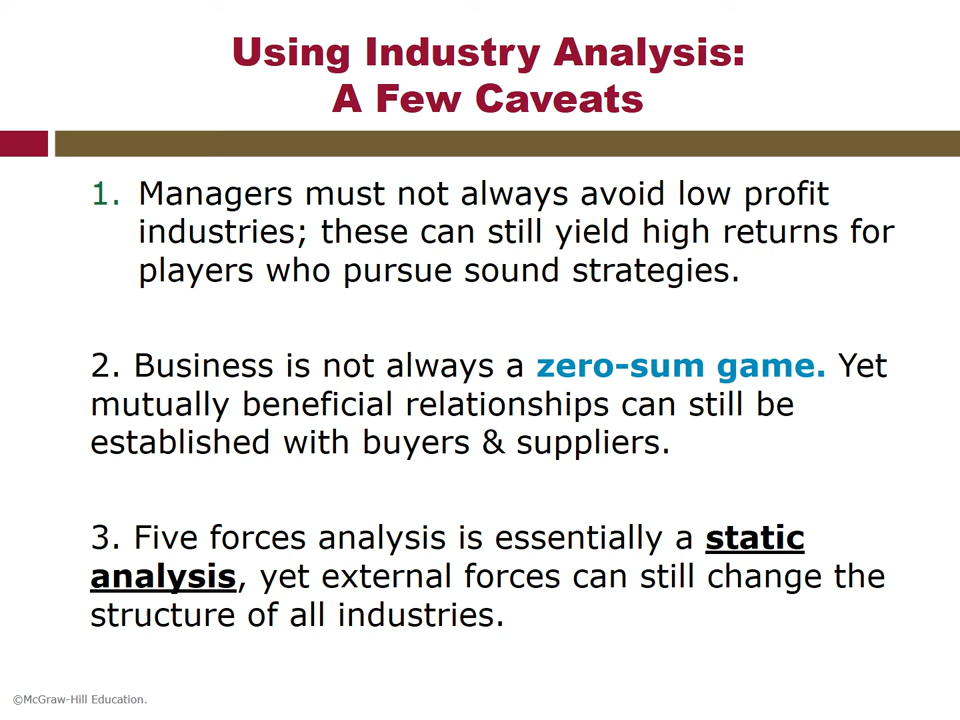 Using Industry Analysis:
A Few Caveats
1. Managers must not always avoid low profit
industries; these can still yield high returns for
players who pursue sound strategies.
2. Business is not always a zero-sum game. Yet
mutually beneficial relationships can still be
established with buyers & suppliers.
3. Five forces analysis is essentially a static
analysis, yet external forces can still change the
structure of all industries.
©McGraw-Hill Education.